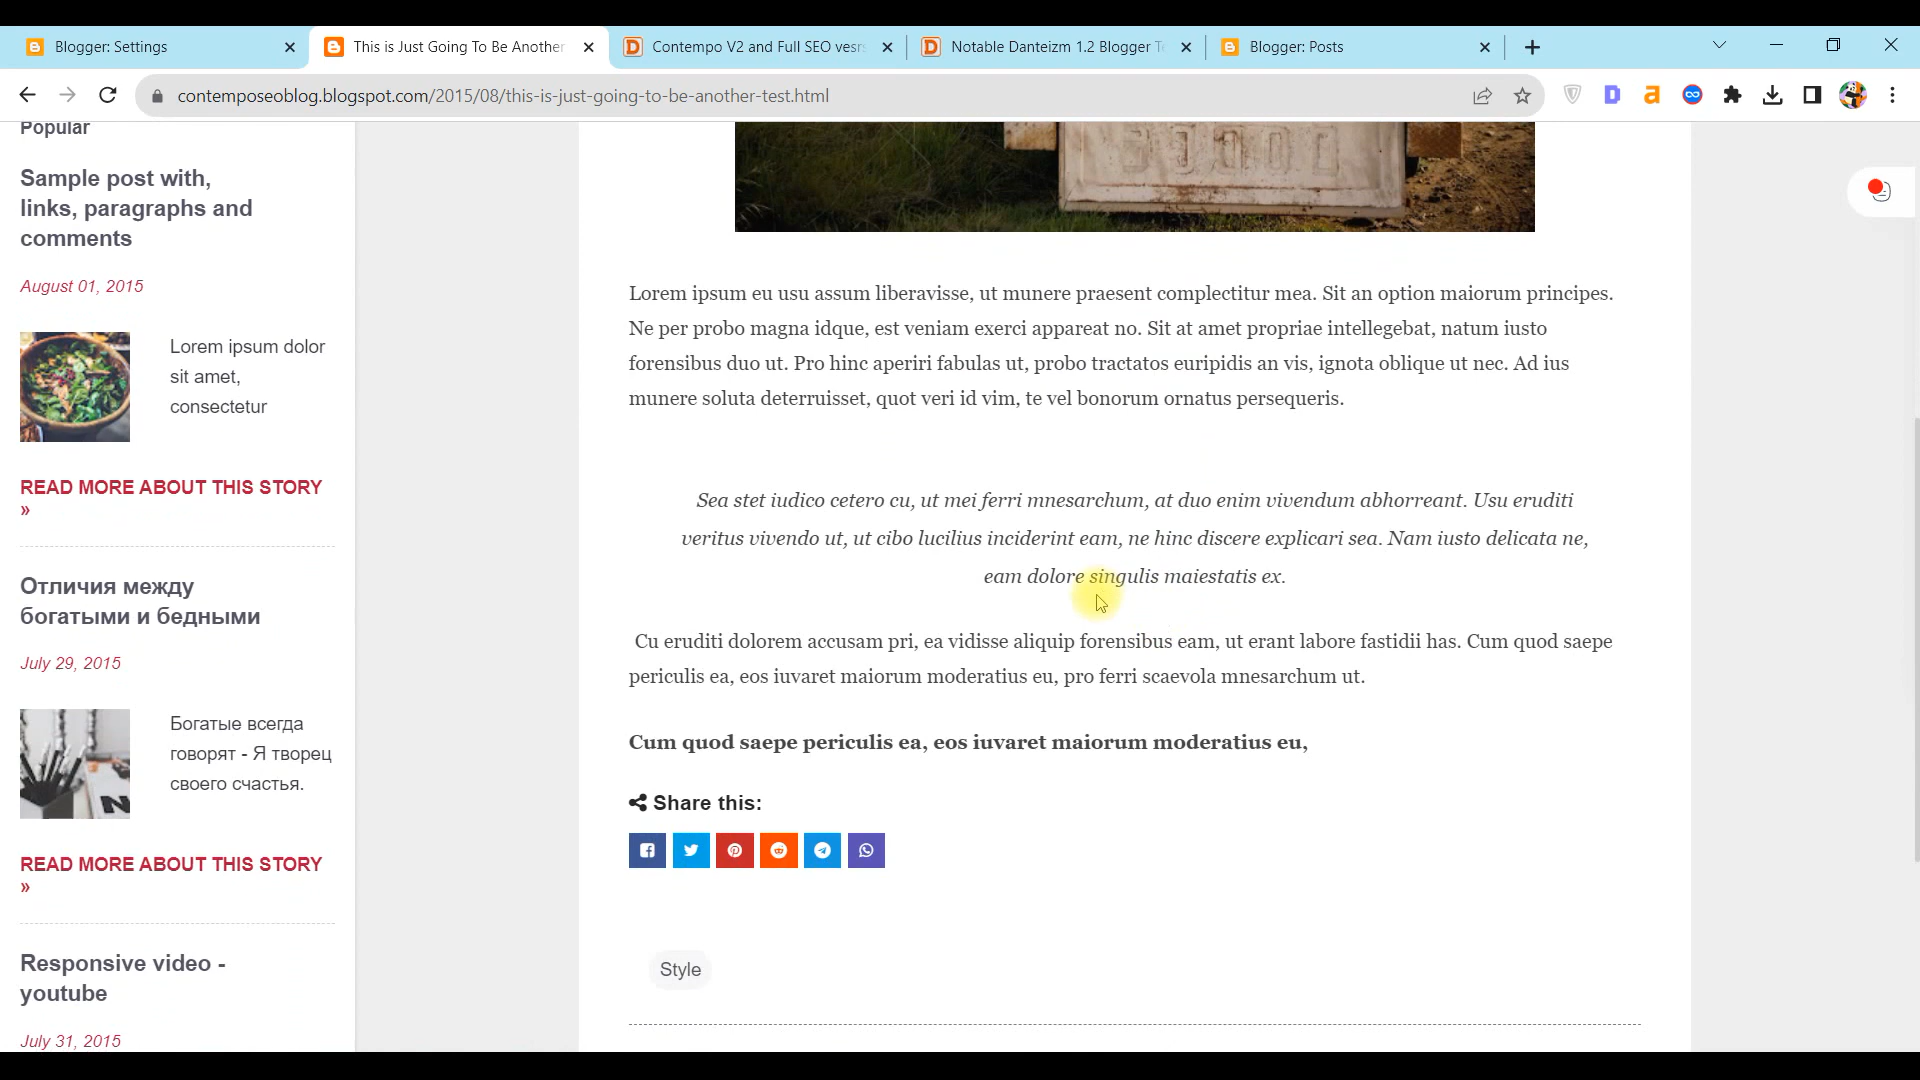 Blogger: Settings
This is Just Going To Be Another
Contempo V2 and Full SEO vesrs
Notable Danteizm 1.2 Blogger Te
Blogger: Posts
contemposeoblog.blogspot.com/2015/08/this-is-just-going-to-be-another-test.html
Popular
Sample post with,
links, paragraphs and
comments
August 01, 2015
Lorem ipsum dolor
sit amet,
consectetur
READ MORE ABOUT THIS STORY
»
Отличия между
богатыми и бедными
July 29, 2015
Богатые всегда
говорят - Я творец
своего счастья.
READ MORE ABOUT THIS STORY
»
Responsive video -
youtube
July 31, 2015
Lorem ipsum eu usu assum liberavisse, ut munere praesent complectitur mea. Sit an option maiorum principes.
Ne per probo magna idque, est veniam exerci appareat no. Sit at amet propriae intellegebat, natum iusto
forensibus duo ut. Pro hinc aperiri fabulas ut, probo tractatos euripidis an vis, ignota oblique ut nec. Ad ius
munere soluta deterruisset, quot veri id vim, te vel bonorum ornatus persequeris.
Sea stet iudico cetero cu, ut mei ferri mnesarchum, at duo enim vivendum abhorreant. Usu eruditi
veritus vivendo ut, ut cibo lucilius inciderint eam, ne hinc discere explicari sea. Nam iusto delicata ne,
eam dolore singulis maiestatis ex.
Cu eruditi dolorem accusam pri, ea vidisse aliquip forensibus eam, ut erant labore fastidii has. Cum quod saepe
periculis ea, eos iuvaret maiorum moderatius eu, pro ferri scaevola mnesarchum ut.
Cum quod saepe periculis ea, eos iuvaret maiorum moderatius eu,
Share this:
Style